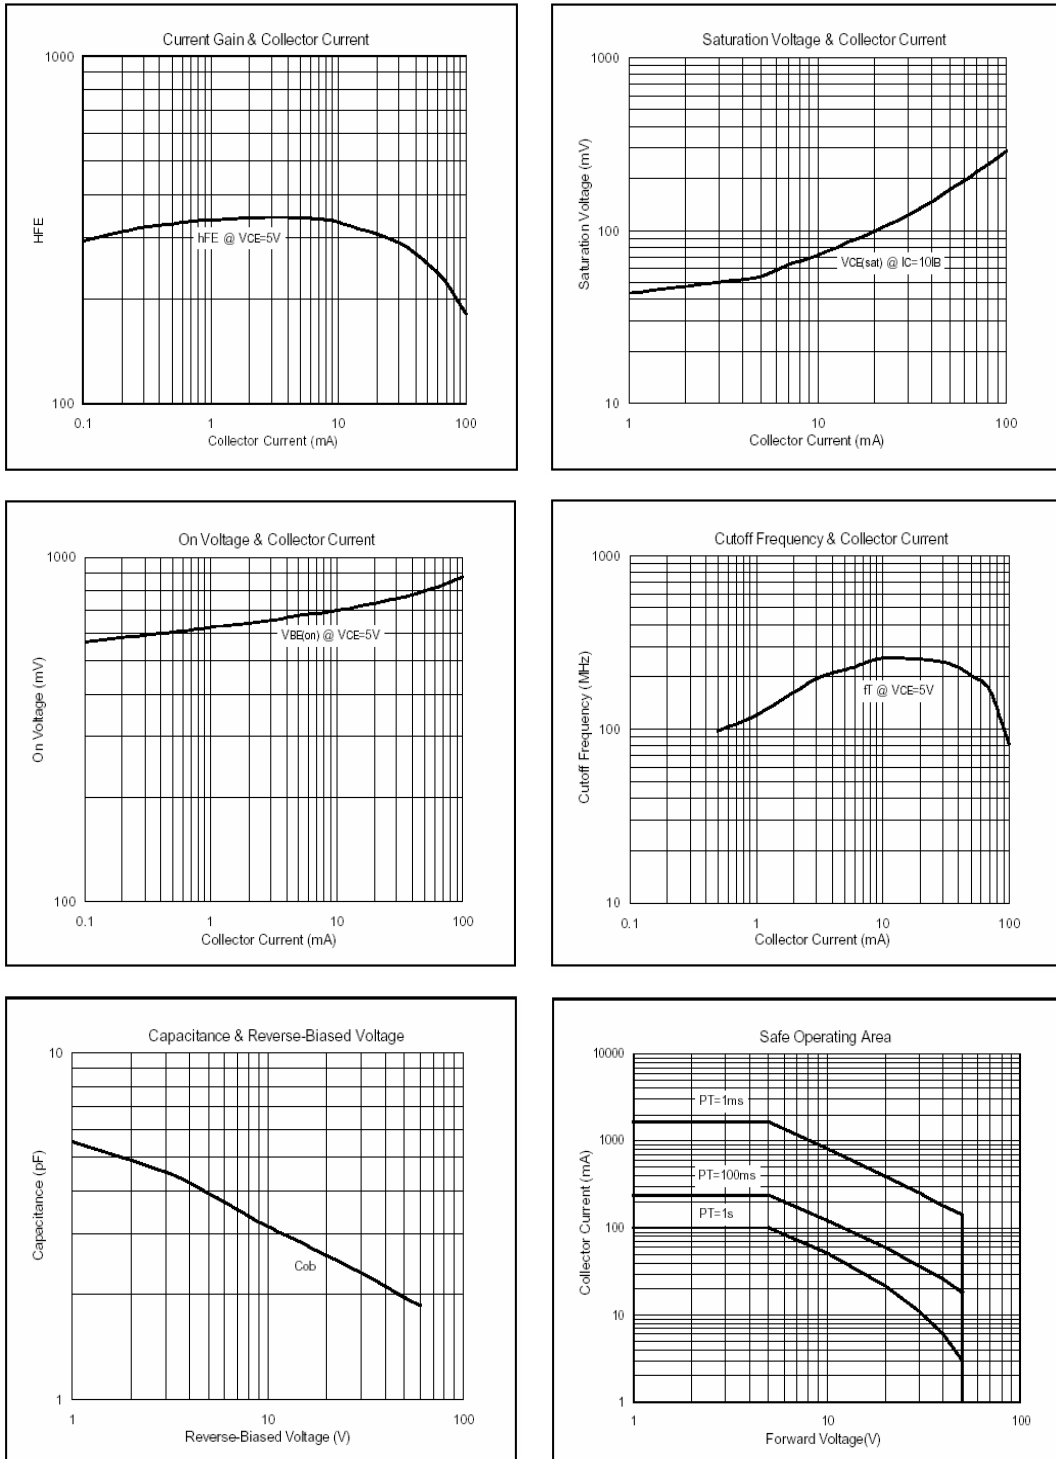 Current Gain & Collector Current
1000
100
HFE
hFE @ VCE=5V
0.1 1 10 100
Collector Current (mA)
Saturation Voltage & Collector Current
1000
100
10
Saturation Voltage (mV)
VCE(sat) @ IC=10IB
1 10 100
Collector Current (mA)
On Voltage & Collector Current
1000
100
On Voltage (mV)
VBE(on) @ VCE=5V
0.1 1 10 100
Collector Current (mA)
Cutoff Frequency & Collector Current
1000
100
10
Cutoff Frequency (MHz)
fT @ VCE=5V
0.1 1 10 100
Collector Current (mA)
Capacitance & Reverse-Biased Voltage
10
1
Capacitance (pF)
Cob
1 10 100
Reverse-Biased Voltage (V)
Safe Operating Area
10000
1000
100
10
1
Collector Current (mA)
PT=1ms
PT=100ms
PT=1s
1 10 100
Forward Voltage(V)